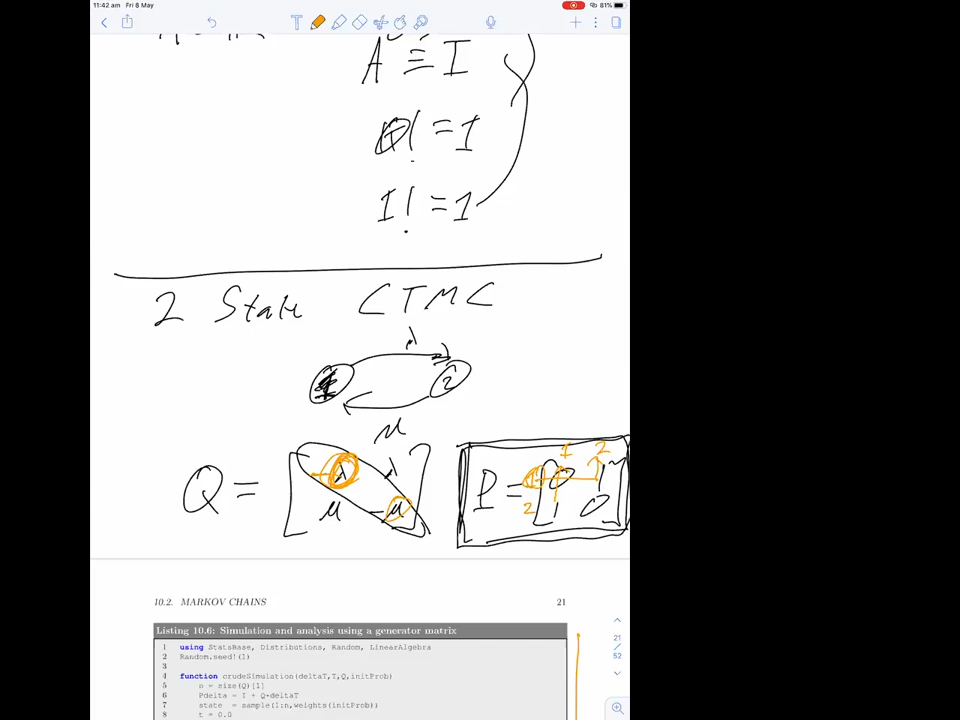 11:42 am Fri 8 May
81%
A ≡ I
0! = 1
I! = 1
2 State CTMC
λ
1 2
μ
Q = [ -λ λ
μ -μ ]
P = [ 0 1
1 0 ]
1 2
1
2
10.2. MARKOV CHAINS 21
Listing 10.6: Simulation and analysis using a generator matrix
1 using StatsBase, Distributions, Random, LinearAlgebra
2 Random.seed!(1)
3
4 function crudeSimulation(deltaT,T,Q,initProb)
5 n = size(Q)[1]
6 Pdelta = I + Q*deltaT
7 state = sample(1:n,weights(initProb))
8 t = 0.0
21
/
52